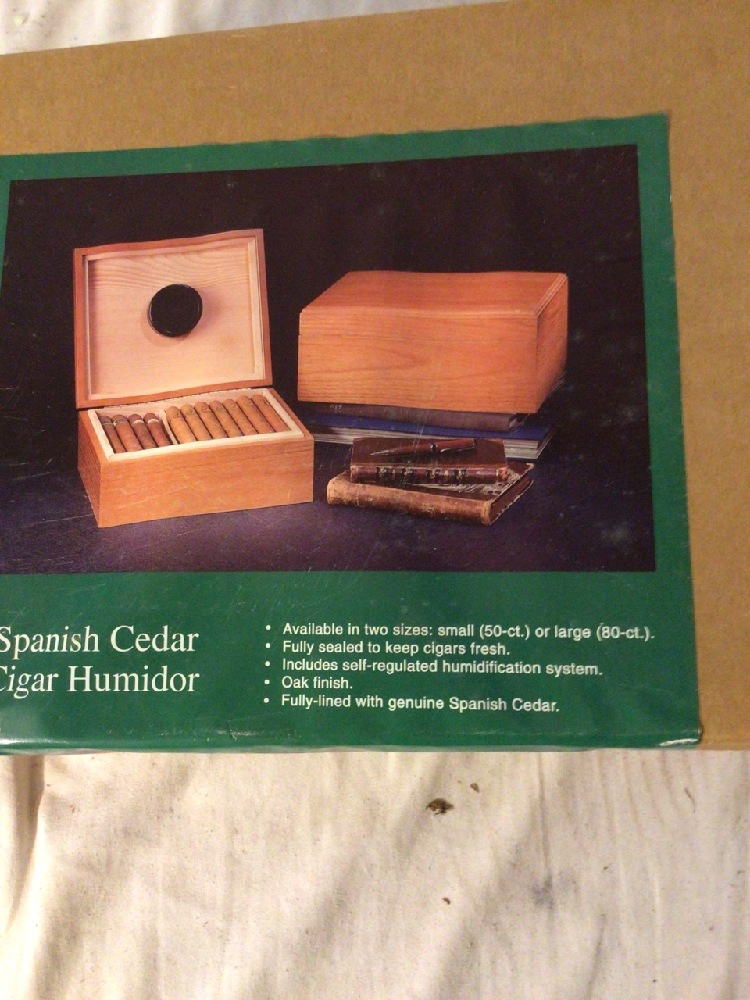 Spanish Cedar
Cigar Humidor
• Available in two sizes: small (50-ct.) or large (80-ct.).
• Fully sealed to keep cigars fresh.
• Includes self-regulated humidification system.
• Oak finish.
• Fully-lined with genuine Spanish Cedar.